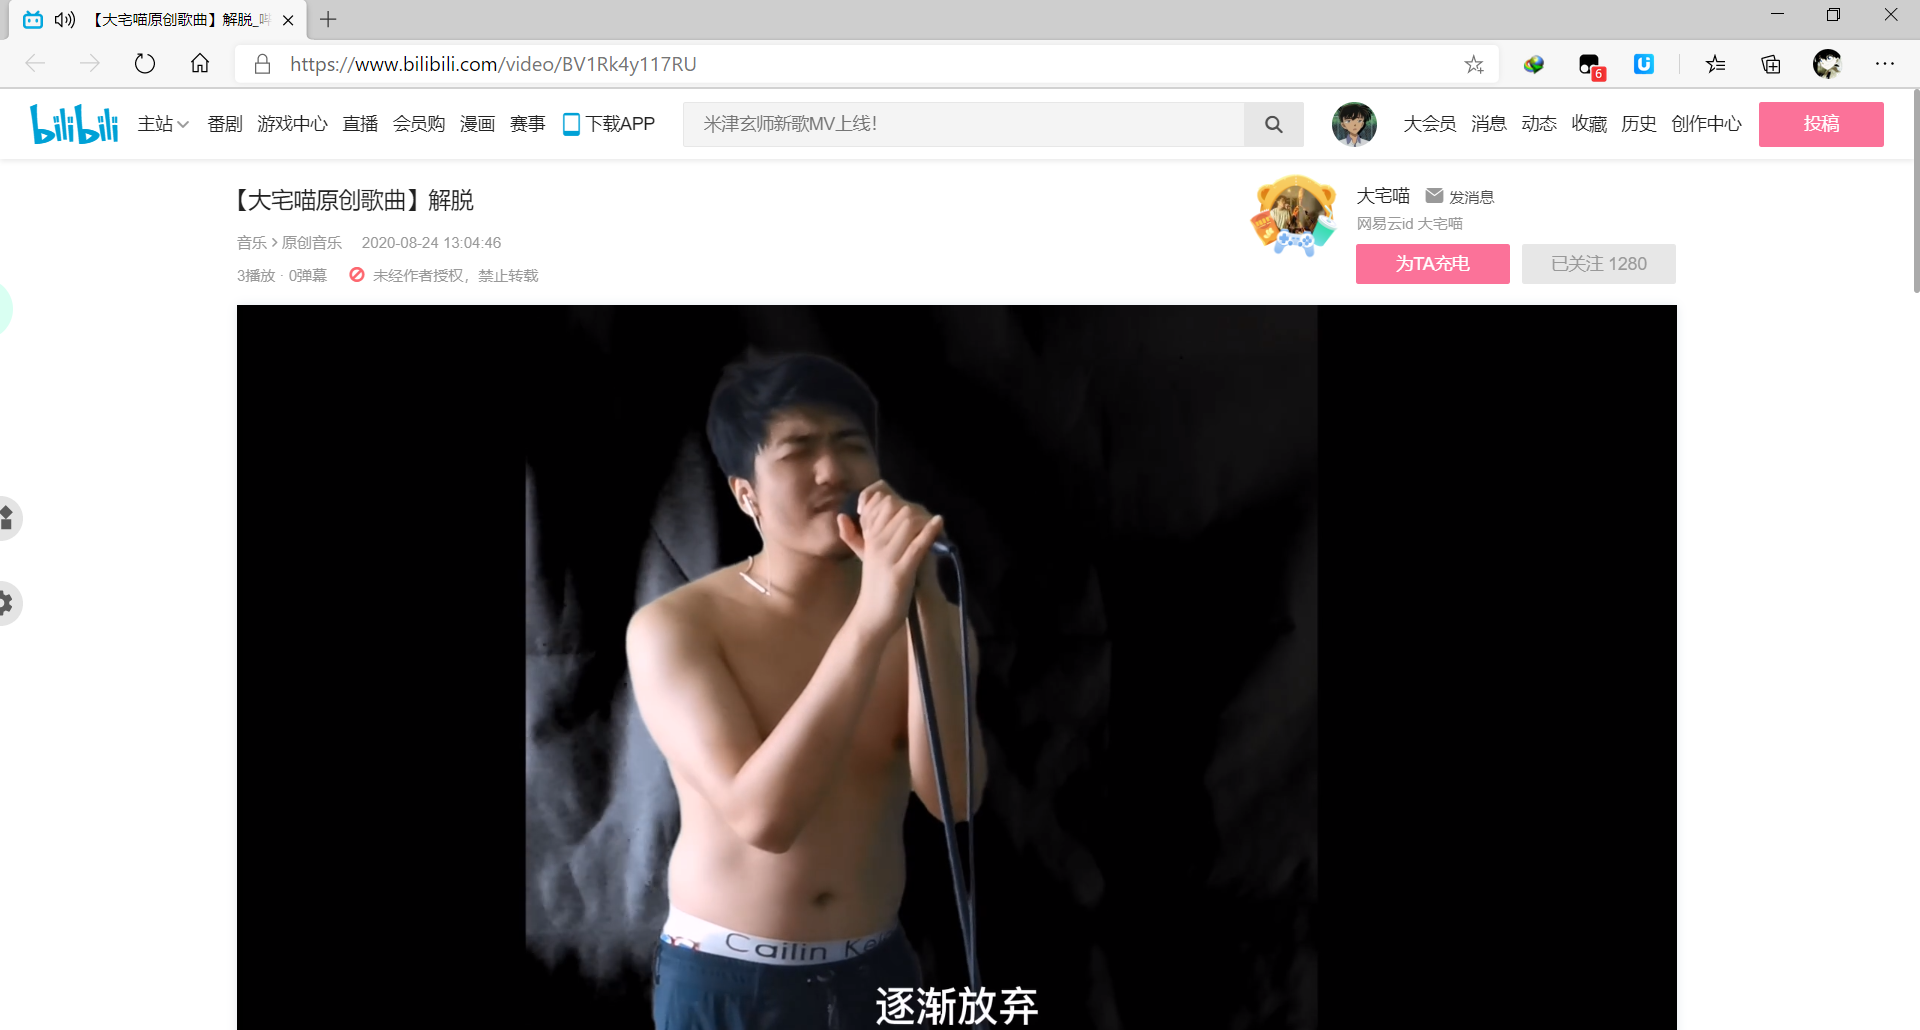 【大宅喵原创歌曲】解脱_哔
https://www.bilibili.com/video/BV1Rk4y117RU
6
bilibili 主站 番剧 游戏中心 直播 会员购 漫画 赛事 下载APP 米津玄师新歌MV上线! 大会员 消息 动态 收藏 历史 创作中心 投稿
【大宅喵原创歌曲】解脱
音乐 > 原创音乐 2020-08-24 13:04:46
3播放 · 0弹幕 未经作者授权，禁止转载
大宅喵 发消息
网易云id 大宅喵
为TA充电 已关注 1280
Cailin Ke
逐渐放弃